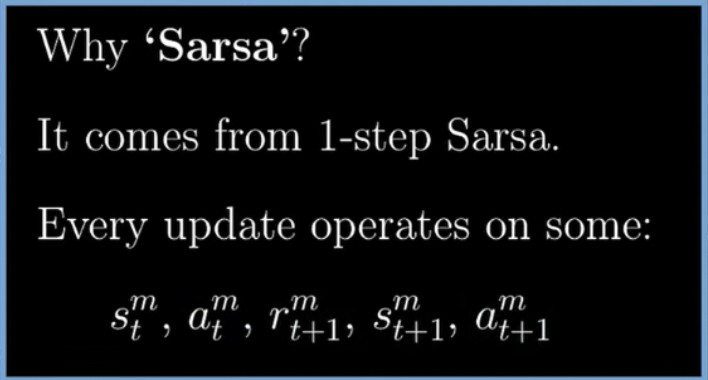 Why ‘Sarsa’?
It comes from 1-step Sarsa.
Every update operates on some:
$s_t^m, a_t^m, r_{t+1}^m, s_{t+1}^m, a_{t+1}^m$